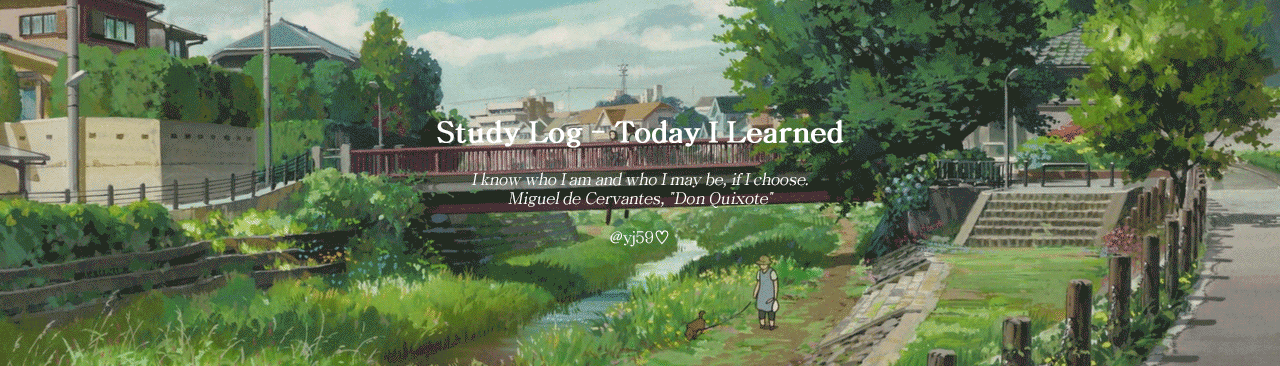 Study Log - Today I Learned
I know who I am and who I may be, if I choose.
Miguel de Cervantes, "Don Quixote"
@yj59♡